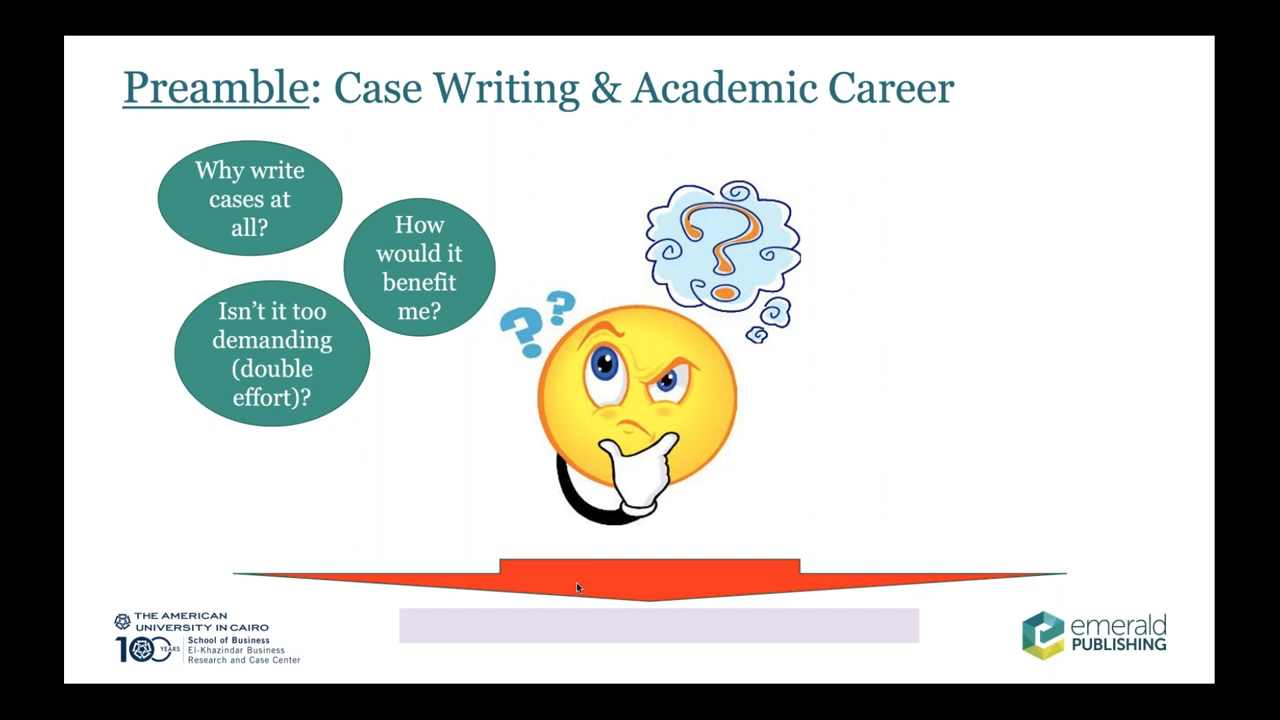 Preamble: Case Writing & Academic Career
Why write
cases at
all?
How
would it
benefit
me?
Isn’t it too
demanding
(double
effort)?
?
?
?
THE AMERICAN
UNIVERSITY IN CAIRO
100 YEARS
School of Business
El-Khazindar Business
Research and Case Center
emerald
PUBLISHING